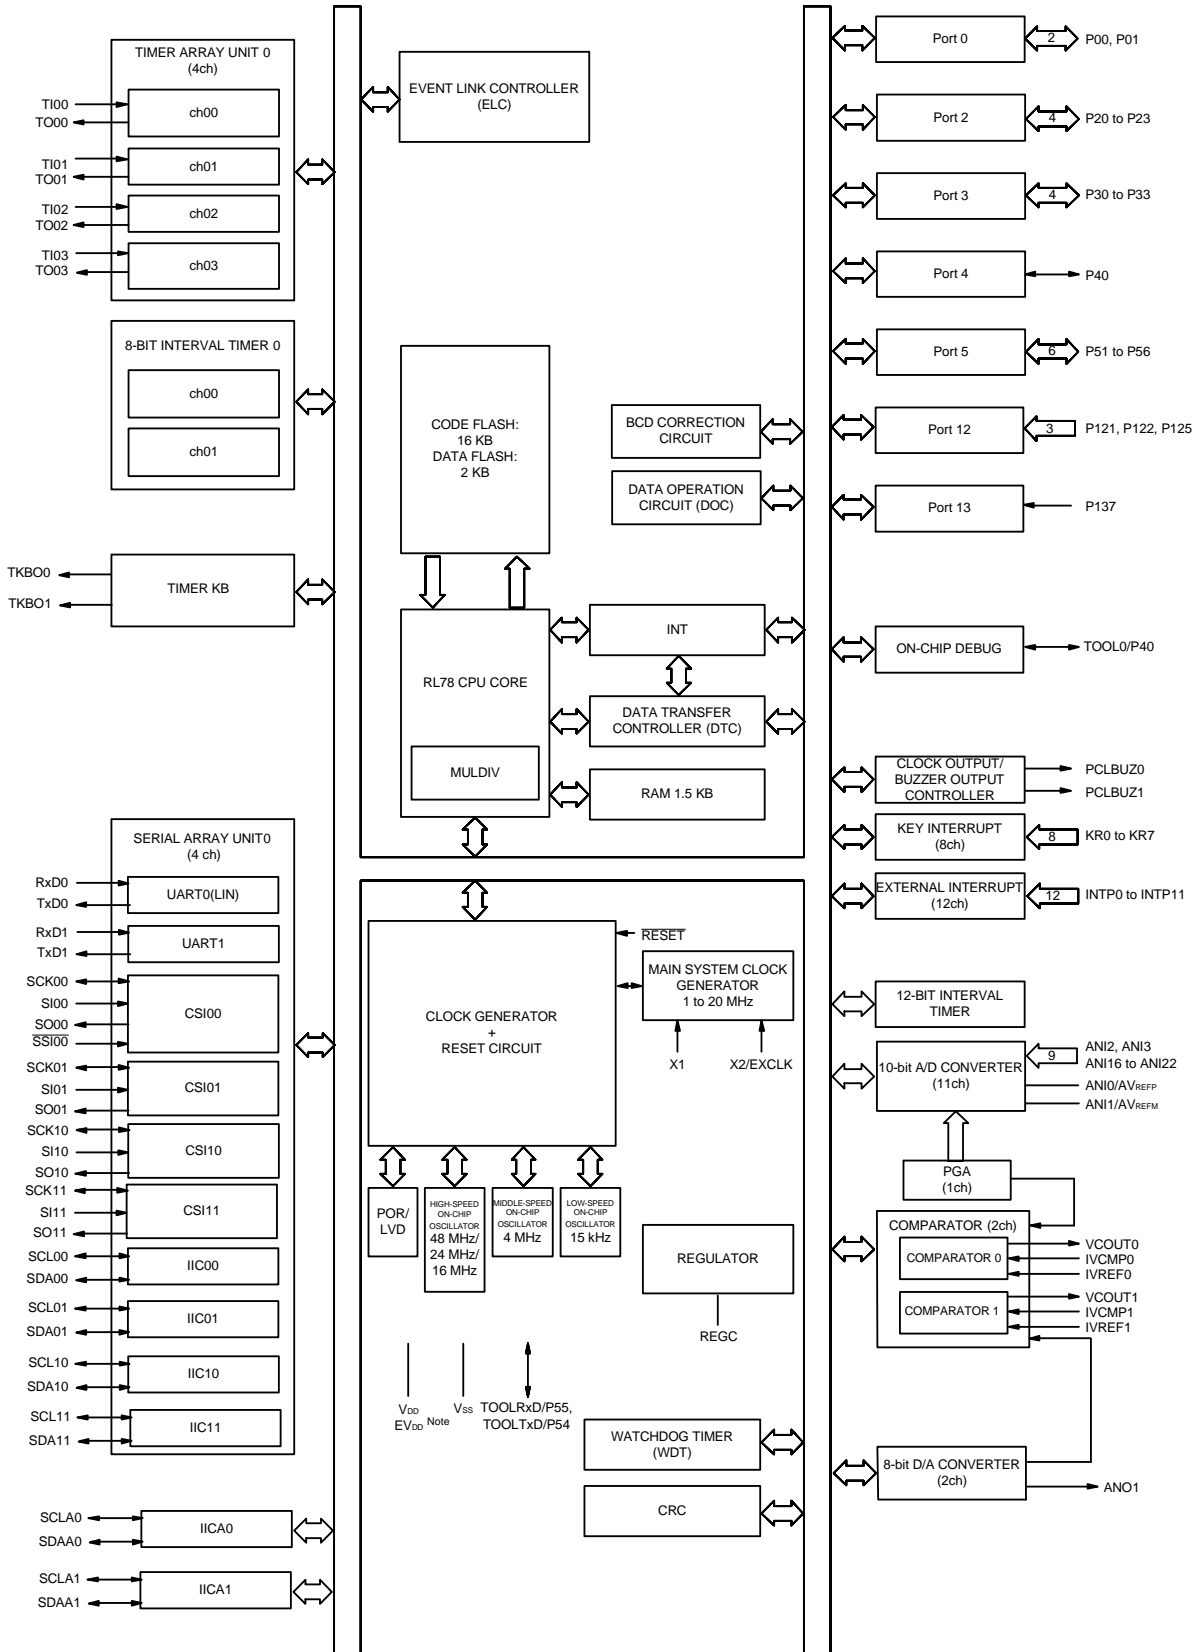 TIMER ARRAY UNIT 0
(4ch)
TI00
TO00
ch00
TI01
TO01
ch01
TI02
TO02
ch02
TI03
TO03
ch03
8-BIT INTERVAL TIMER 0
ch00
ch01
TKBO0
TKBO1
TIMER KB
SERIAL ARRAY UNIT0
(4 ch)
RxD0
TxD0
UART0(LIN)
RxD1
TxD1
UART1
SCK00
SI00
SO00
SSI00
CSI00
SCK01
SI01
SO01
CSI01
SCK10
SI10
SO10
CSI10
SCK11
SI11
SO11
CSI11
SCL00
SDA00
IIC00
SCL01
SDA01
IIC01
SCL10
SDA10
IIC10
SCL11
SDA11
IIC11
SCLA0
SDAA0
IICA0
SCLA1
SDAA1
IICA1
EVENT LINK CONTROLLER
(ELC)
CODE FLASH:
16 KB
DATA FLASH:
2 KB
BCD CORRECTION
CIRCUIT
DATA OPERATION
CIRCUIT (DOC)
RL78 CPU CORE
MULDIV
INT
DATA TRANSFER
CONTROLLER (DTC)
RAM 1.5 KB
CLOCK GENERATOR
+
RESET CIRCUIT
RESET
MAIN SYSTEM CLOCK
GENERATOR
1 to 20 MHz
X1
X2/EXCLK
POR/
LVD
HIGH-SPEED
ON-CHIP
OSCILLATOR
48 MHz/
24 MHz/
16 MHz
MIDDLE-SPEED
ON-CHIP
OSCILLATOR
4 MHz
LOW-SPEED
ON-CHIP
OSCILLATOR
15 kHz
REGULATOR
REGC
VDD
EVDD Note
VSS
TOOLRxD/P55,
TOOLTxD/P54
WATCHDOG TIMER
(WDT)
CRC
Port 0
2
P00, P01
Port 2
4
P20 to P23
Port 3
4
P30 to P33
Port 4
P40
Port 5
6
P51 to P56
Port 12
3
P121, P122, P125
Port 13
P137
ON-CHIP DEBUG
TOOL0/P40
CLOCK OUTPUT/
BUZZER OUTPUT
CONTROLLER
PCLBUZ0
PCLBUZ1
KEY INTERRUPT
(8ch)
8
KR0 to KR7
EXTERNAL INTERRUPT
(12ch)
12
INTP0 to INTP11
12-BIT INTERVAL
TIMER
10-bit A/D CONVERTER
(11ch)
9
ANI2, ANI3
ANI16 to ANI22
ANI0/AVREFP
ANI1/AVREFM
PGA
(1ch)
COMPARATOR (2ch)
COMPARATOR 0
VCOUT0
IVCMP0
IVREF0
COMPARATOR 1
VCOUT1
IVCMP1
IVREF1
8-bit D/A CONVERTER
(2ch)
ANO1